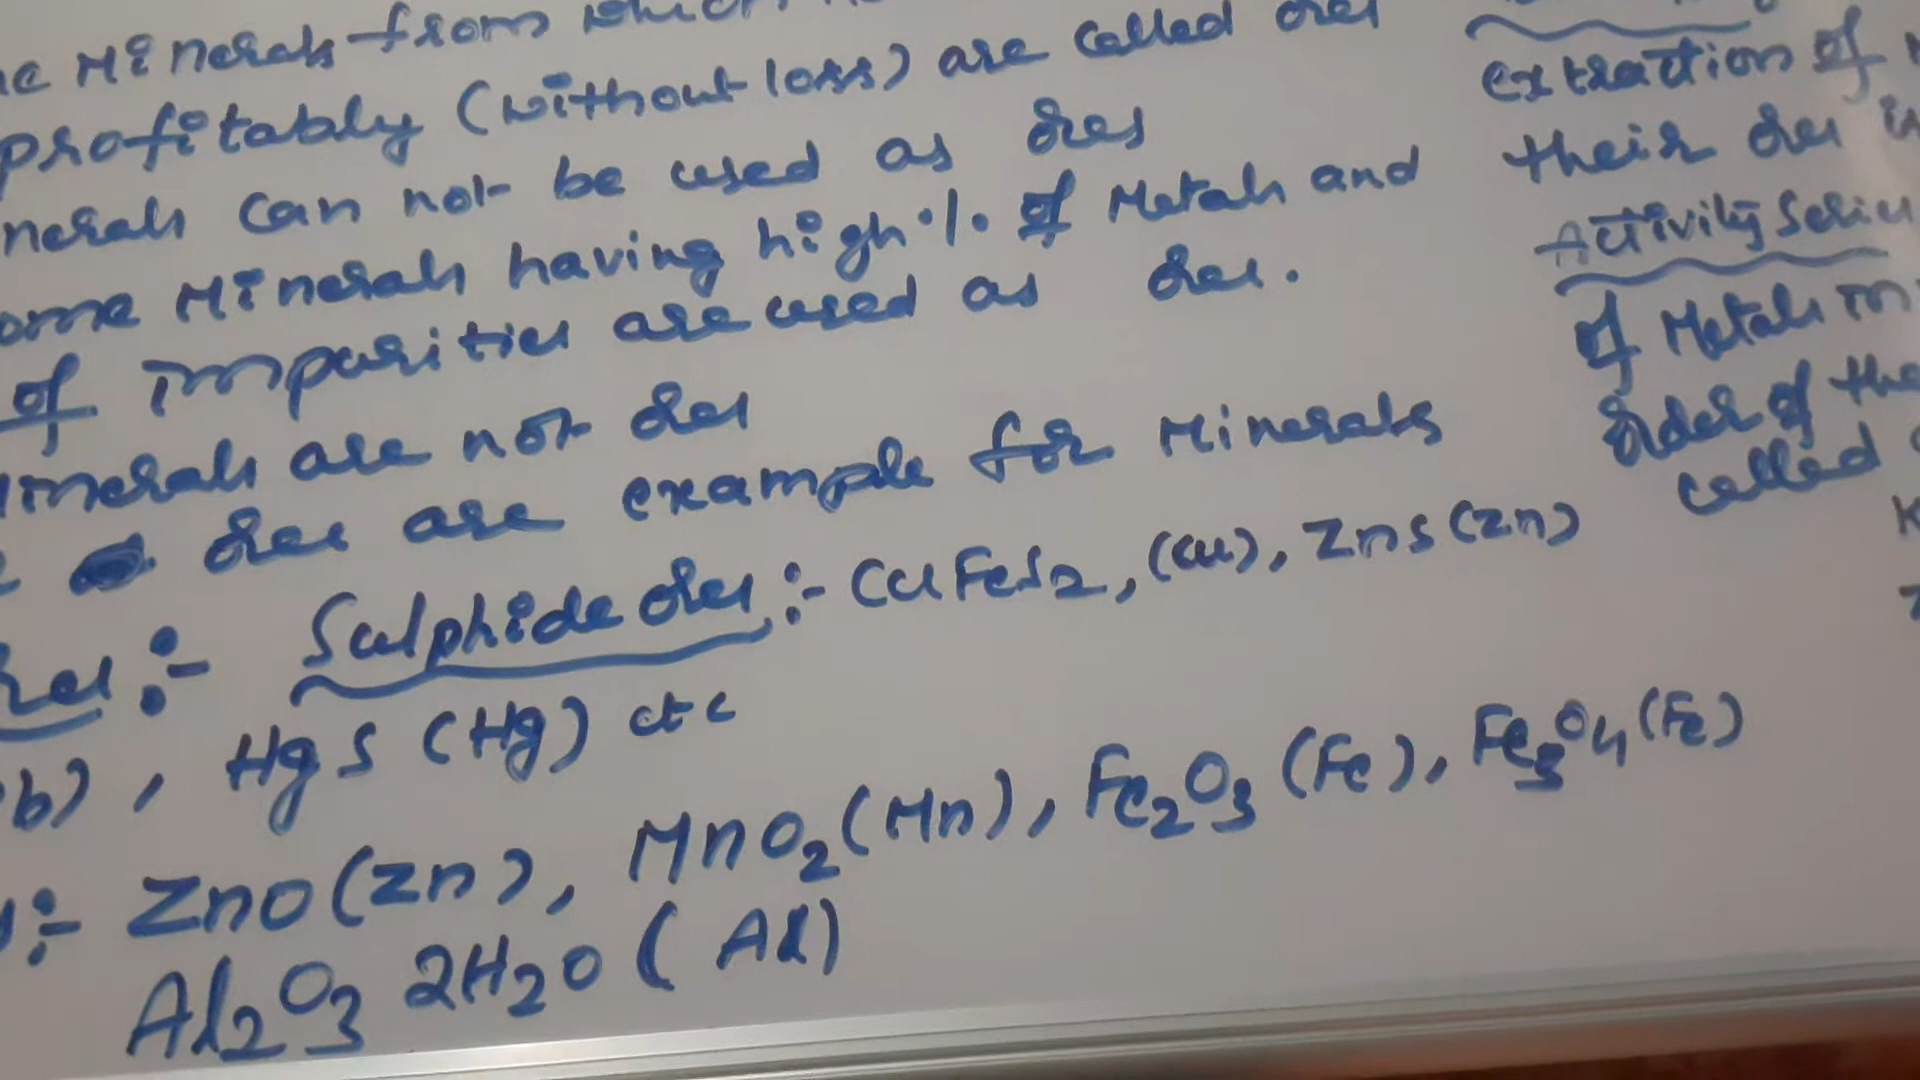 Minerals from which
profitably (without loss) are called ores
can not be used as ores
Minerals having high % of Metals and
of impurities are used as ores.
are not ores
ores are example for Minerals
Sulphide ores :- CuFeS2, (Cu), ZnS (Zn)
, HgS (Hg) etc
:- ZnO (Zn), MnO2 (Mn), Fe2O3 (Fe), Fe3O4 (Fe)
Al2O3 2H2O (Al)
extraction of
their ores
Activity Series
of Metals in
order of the
called